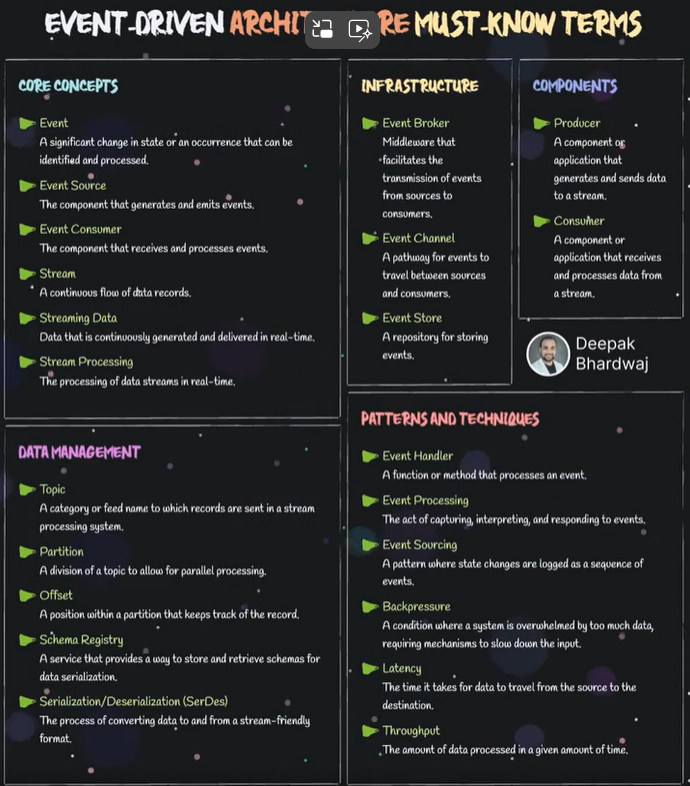 EVENT-DRIVEN RE MUST-KNOW TERMS
CORE CONCEPTS
Event
A significant change in state or an occurrence that can be
identified and processed.
Event Source
The component that generates and emits events.
Event Consumer
The component that receives and processes events.
Stream
A continuous flow of data records.
Streaming Data
Data that is continuously generated and delivered in real-time.
Stream Processing
The processing of data streams in real-time.
INFRASTRUCTURE
Event Broker
Middleware that
facilitates the
transmission of events
from sources to
consumers.
Event Channel
A pathway for events to
travel between sources
and consumers.
Event Store
A repository for storing
events.
COMPONENTS
Producer
A component or
application that
generates and sends data
to a stream.
Consumer
A component or
application that receives
and processes data from
a stream.
Deepak
Bhardwaj
DATA MANAGEMENT
Topic
A category or feed name to which records are sent in a stream
processing system.
Partition
A division of a topic to allow for parallel processing.
Offset
A position within a partition that keeps track of the record.
Schema Registry
A service that provides a way to store and retrieve schemas for
data serialization.
Serialization/Deserialization (SerDes)
The process of converting data to and from a stream-friendly
format.
PATTERNS AND TECHNIQUES
Event Handler
A function or method that processes an event.
Event Processing
The act of capturing, interpreting, and responding to events.
Event Sourcing
A pattern where state changes are logged as a sequence of
events.
Backpressure
A condition where a system is overwhelmed by too much data,
requiring mechanisms to slow down the input.
Latency
The time it takes for data to travel from the source to the
destination.
Throughput
The amount of data processed in a given amount of time.